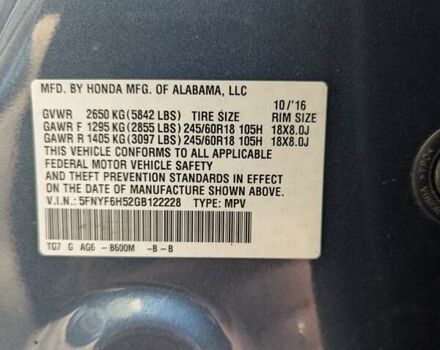 MFD. BY HONDA MFG. OF ALABAMA, LLC
10/'16
GVWR 2650 KG(5842 LBS) TIRE SIZE RIM SIZE
GAWR F 1295 KG(2855 LBS) 245/60R18 105H 18X8.0J
GAWR R 1405 KG(3097 LBS) 245/60R18 105H 18X8.0J
THIS VEHICLE CONFORMS TO ALL APPLICABLE
FEDERAL MOTOR VEHICLE SAFETY
AND THEFT PREVENTION STANDARDS IN EFFECT
ON THE DATE OF MANUFACTURE SHOWN ABOVE.
V.I.N.: 5FNYF6H52GB122228 TYPE: MPV
TG7 G AG6 -B600M -B-B